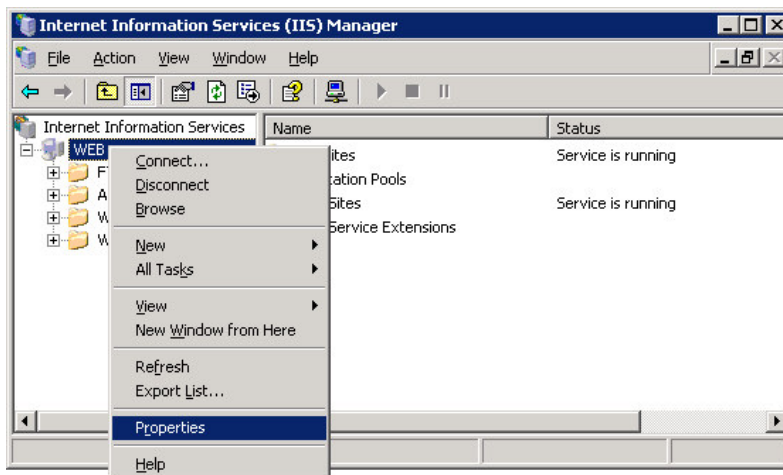 Internet Information Services (IIS) Manager
File Action View Window Help
Internet Information Services
Name Status
WEB
ites Service is running
F
cation Pools
A
Sites Service is running
W
Service Extensions
W
Connect...
Disconnect
Browse
New
All Tasks
View
New Window from Here
Refresh
Export List...
Properties
Help